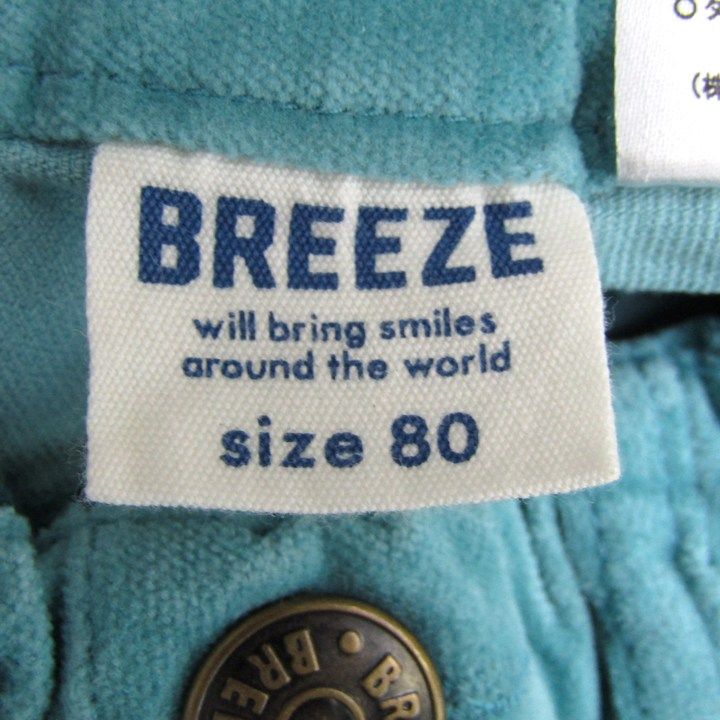 BREEZE
will bring smiles
around the world
size 80